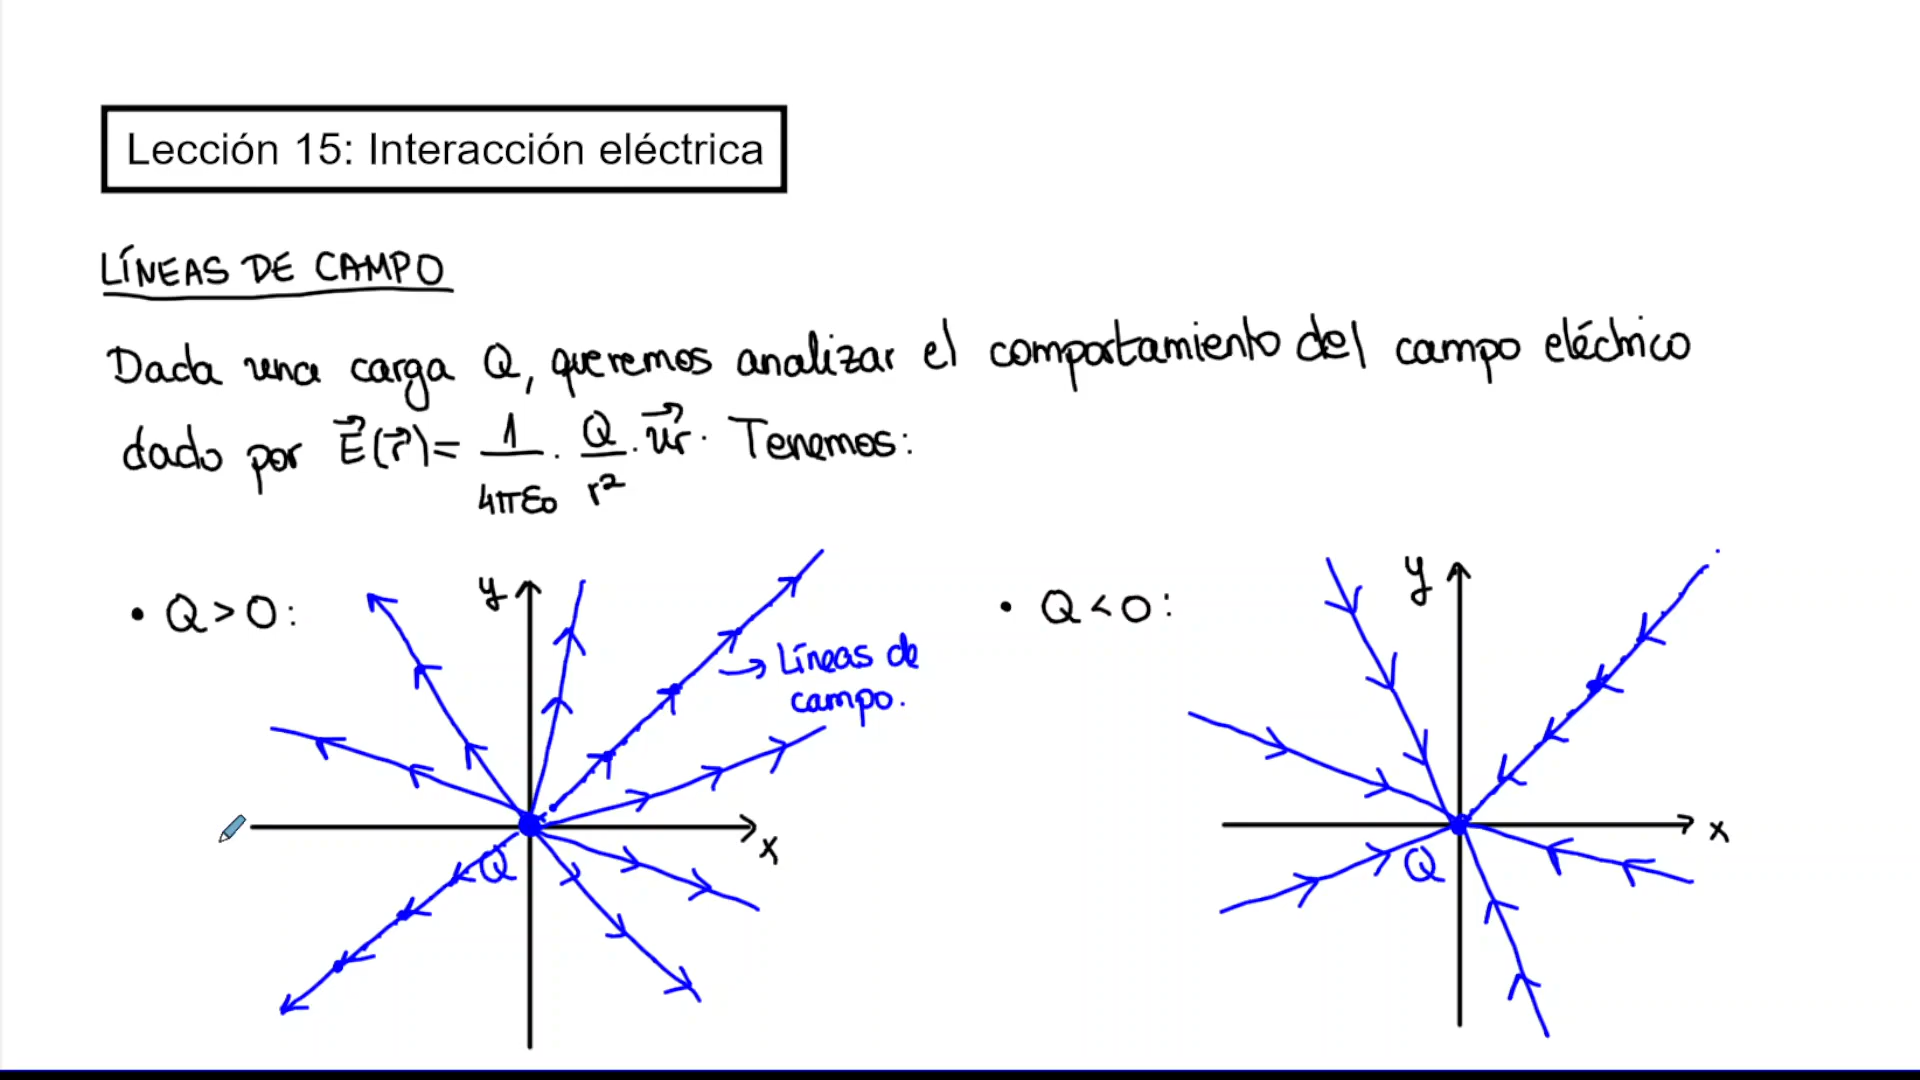 Lección 15: Interacción eléctrica
LÍNEAS DE CAMPO
Dada una carga Q, queremos analizar el comportamiento del campo eléctrico
dado por E⃗(r⃗)= 1/4πε₀ · Q/r² · u⃗r. Tenemos:
• Q > 0:
y
Líneas de
campo.
x
Q
• Q < 0:
y
x
Q